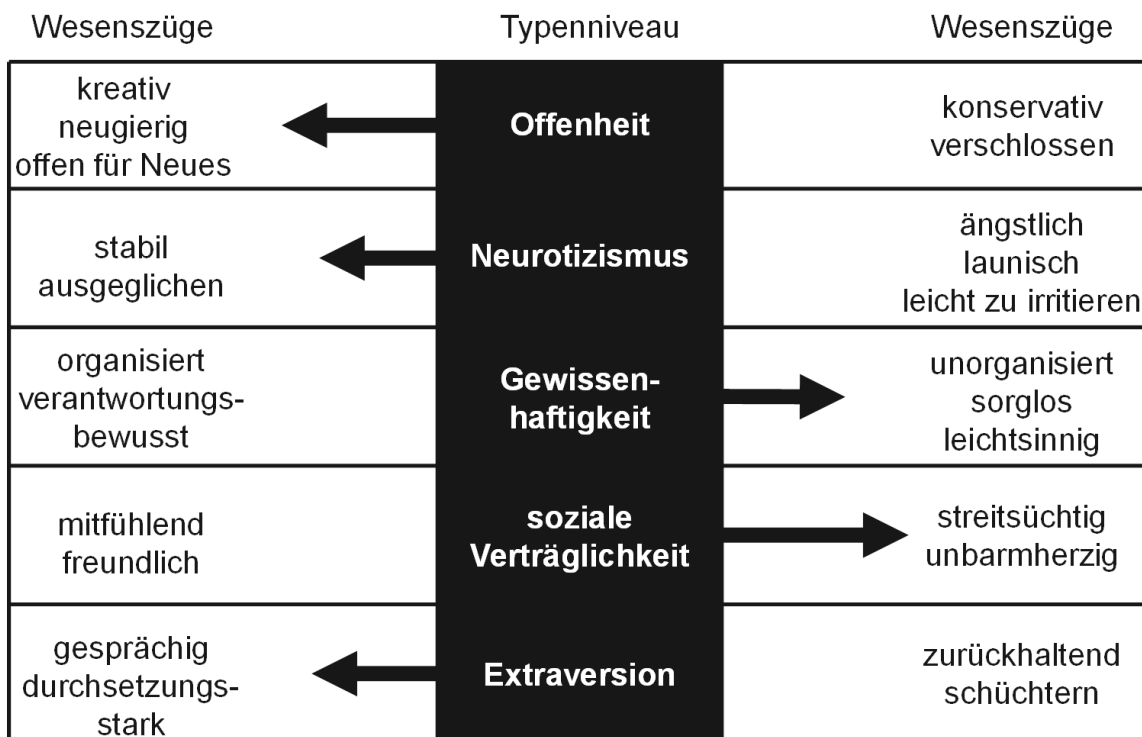 Wesenszüge Typenniveau Wesenszüge
kreativ
neugierig
offen für Neues
Offenheit
konservativ
verschlossen
stabil
ausgeglichen
Neurotizismus
ängstlich
launisch
leicht zu irritieren
organisiert
verantwortungs-
bewusst
Gewissen-
haftigkeit
unorganisiert
sorglos
leichtsinnig
mitfühlend
freundlich
soziale
Verträglichkeit
streitsüchtig
unbarmherzig
gesprächig
durchsetzungs-
stark
Extraversion
zurückhaltend
schüchtern